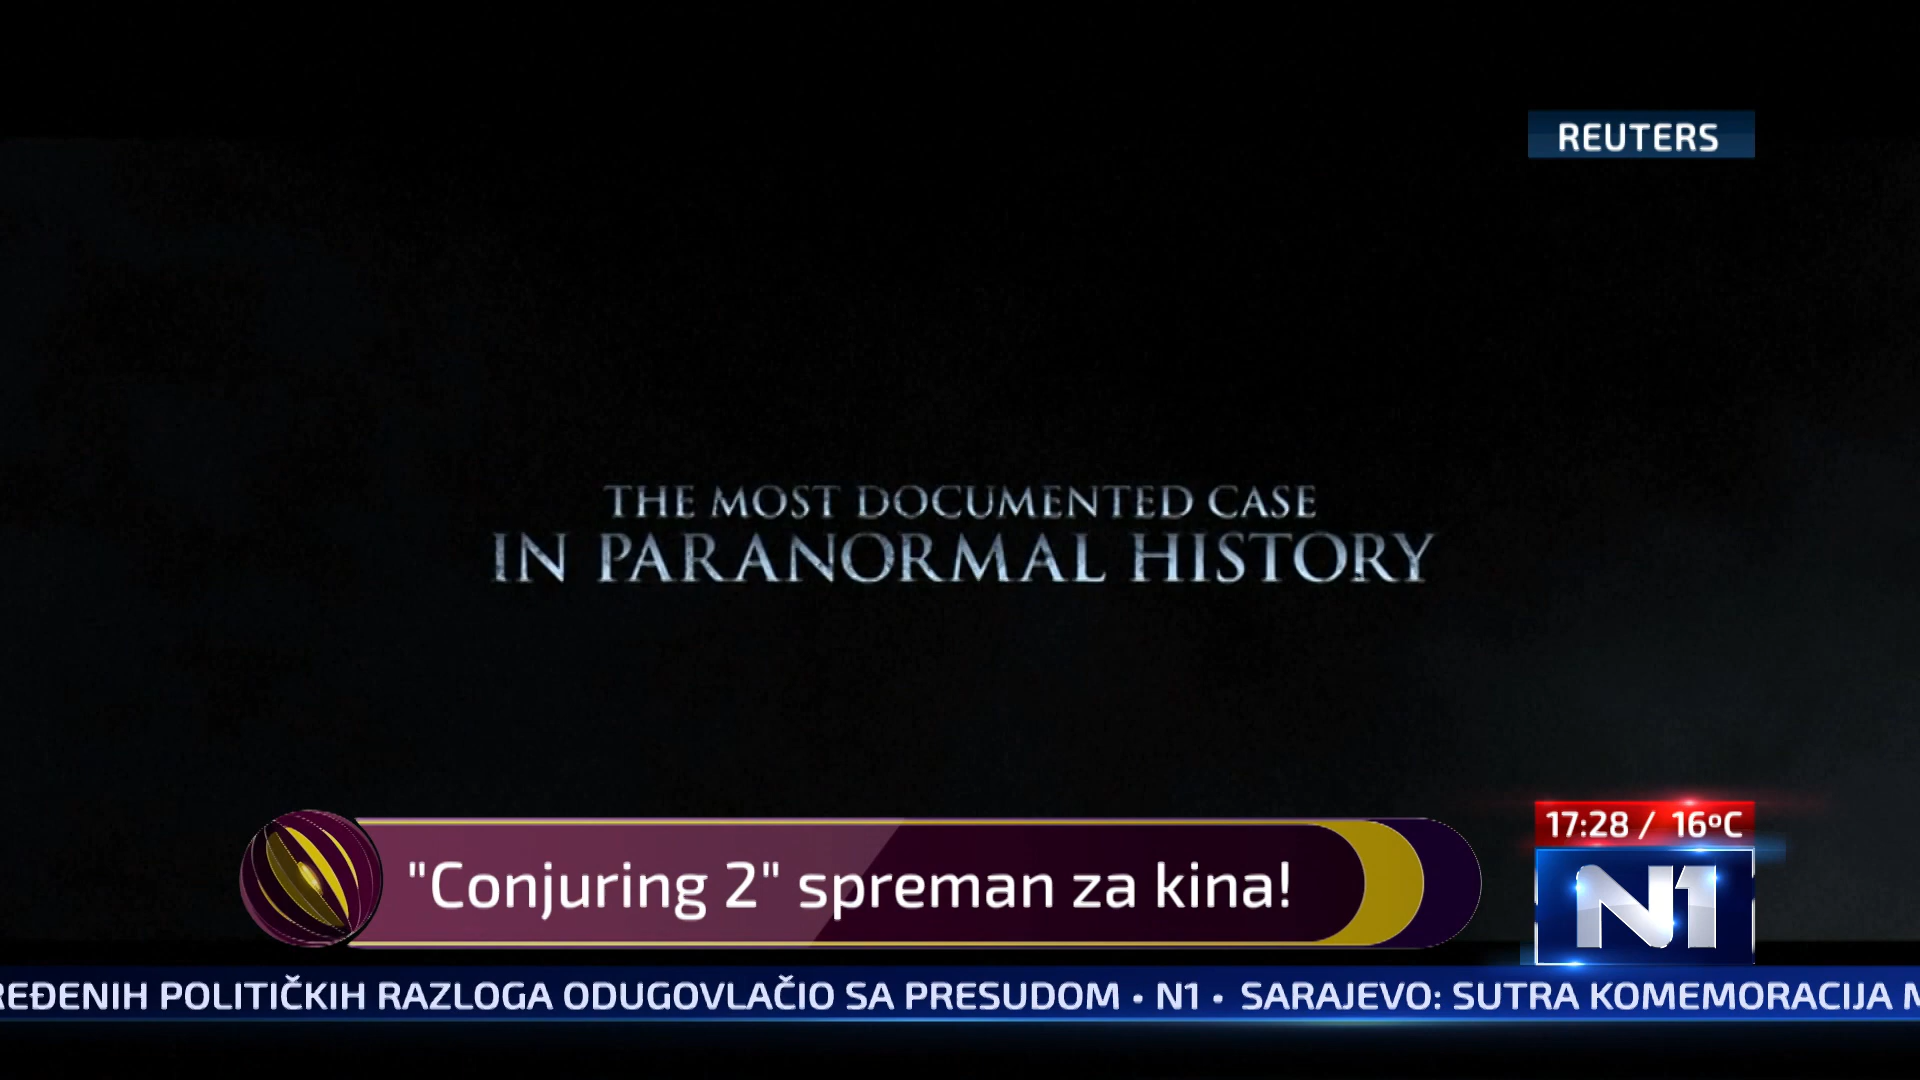 REUTERS
THE MOST DOCUMENTED CASE
IN PARANORMAL HISTORY
"Conjuring 2" spreman za kina!
17:28 / 16ºC
N1
REĐENIH POLITIČKIH RAZLOGA ODUGOVLAČIO SA PRESUDOM • N1 • SARAJEVO: SUTRA KOMEMORACIJA